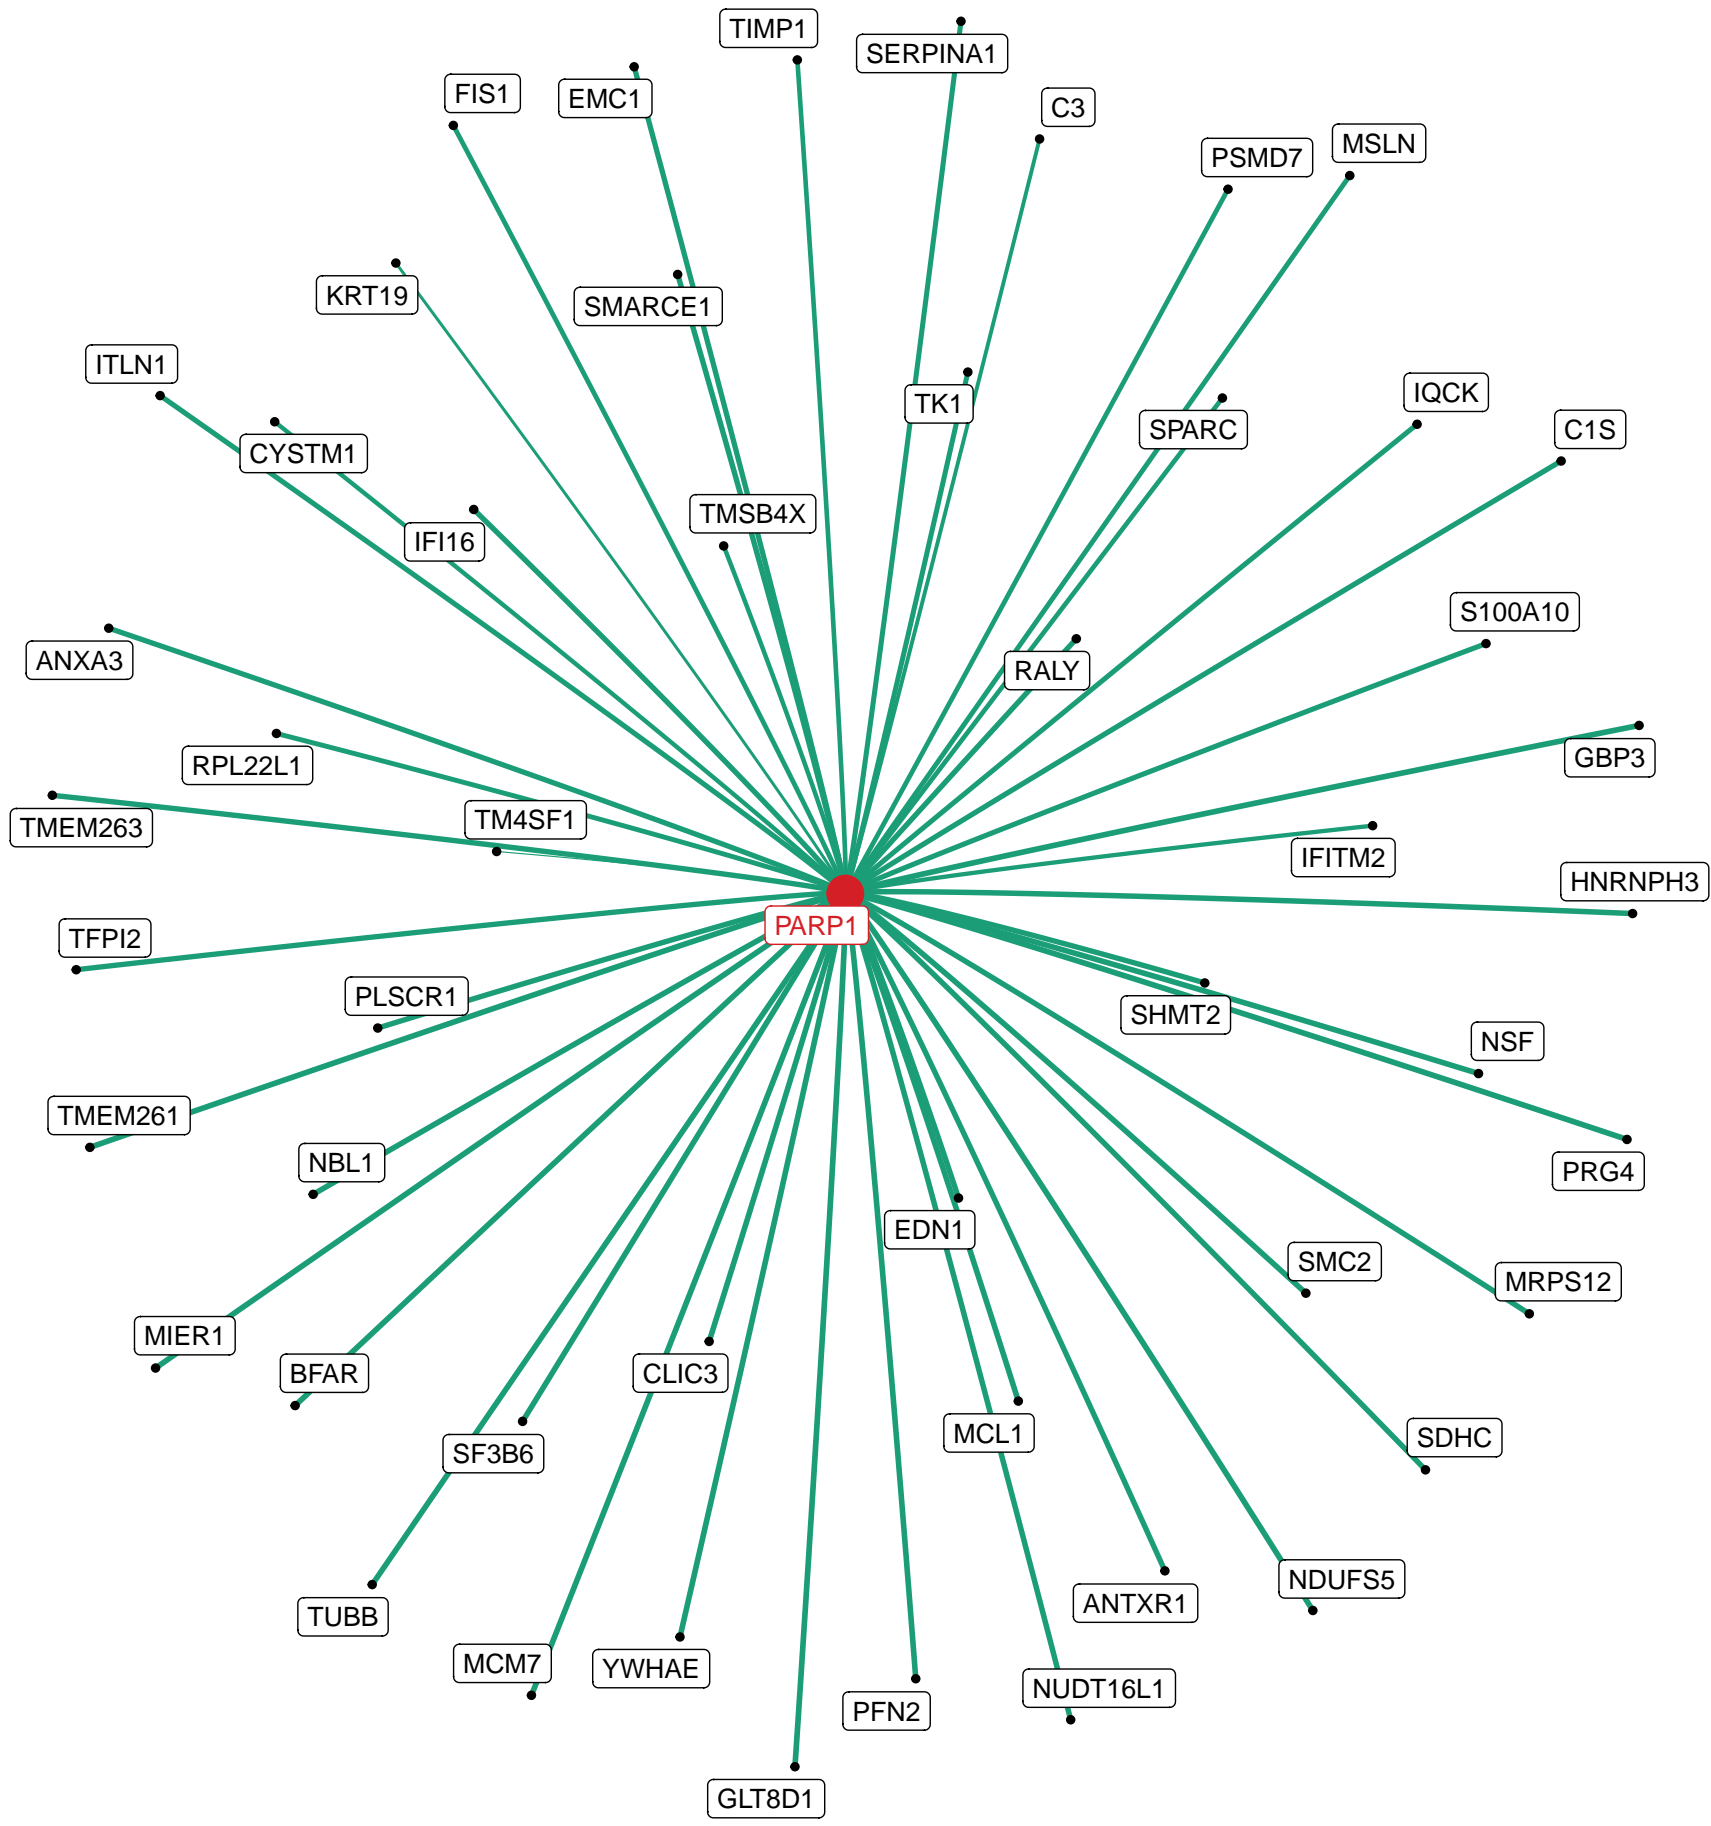 TIMP1
SERPINA1
FIS1
EMC1
C3
PSMD7
MSLN
KRT19
SMARCE1
ITLN1
IQCK
TK1
SPARC
C1S
CYSTM1
TMSB4X
IFI16
S100A10
ANXA3
RALY
RPL22L1
GBP3
TMEM263
TM4SF1
IFITM2
HNRNPH3
PARP1
TFPI2
PLSCR1
SHMT2
NSF
TMEM261
NBL1
PRG4
EDN1
SMC2
MRPS12
MIER1
BFAR
CLIC3
MCL1
SDHC
SF3B6
NDUFS5
ANTXR1
TUBB
MCM7
YWHAE
NUDT16L1
PFN2
GLT8D1